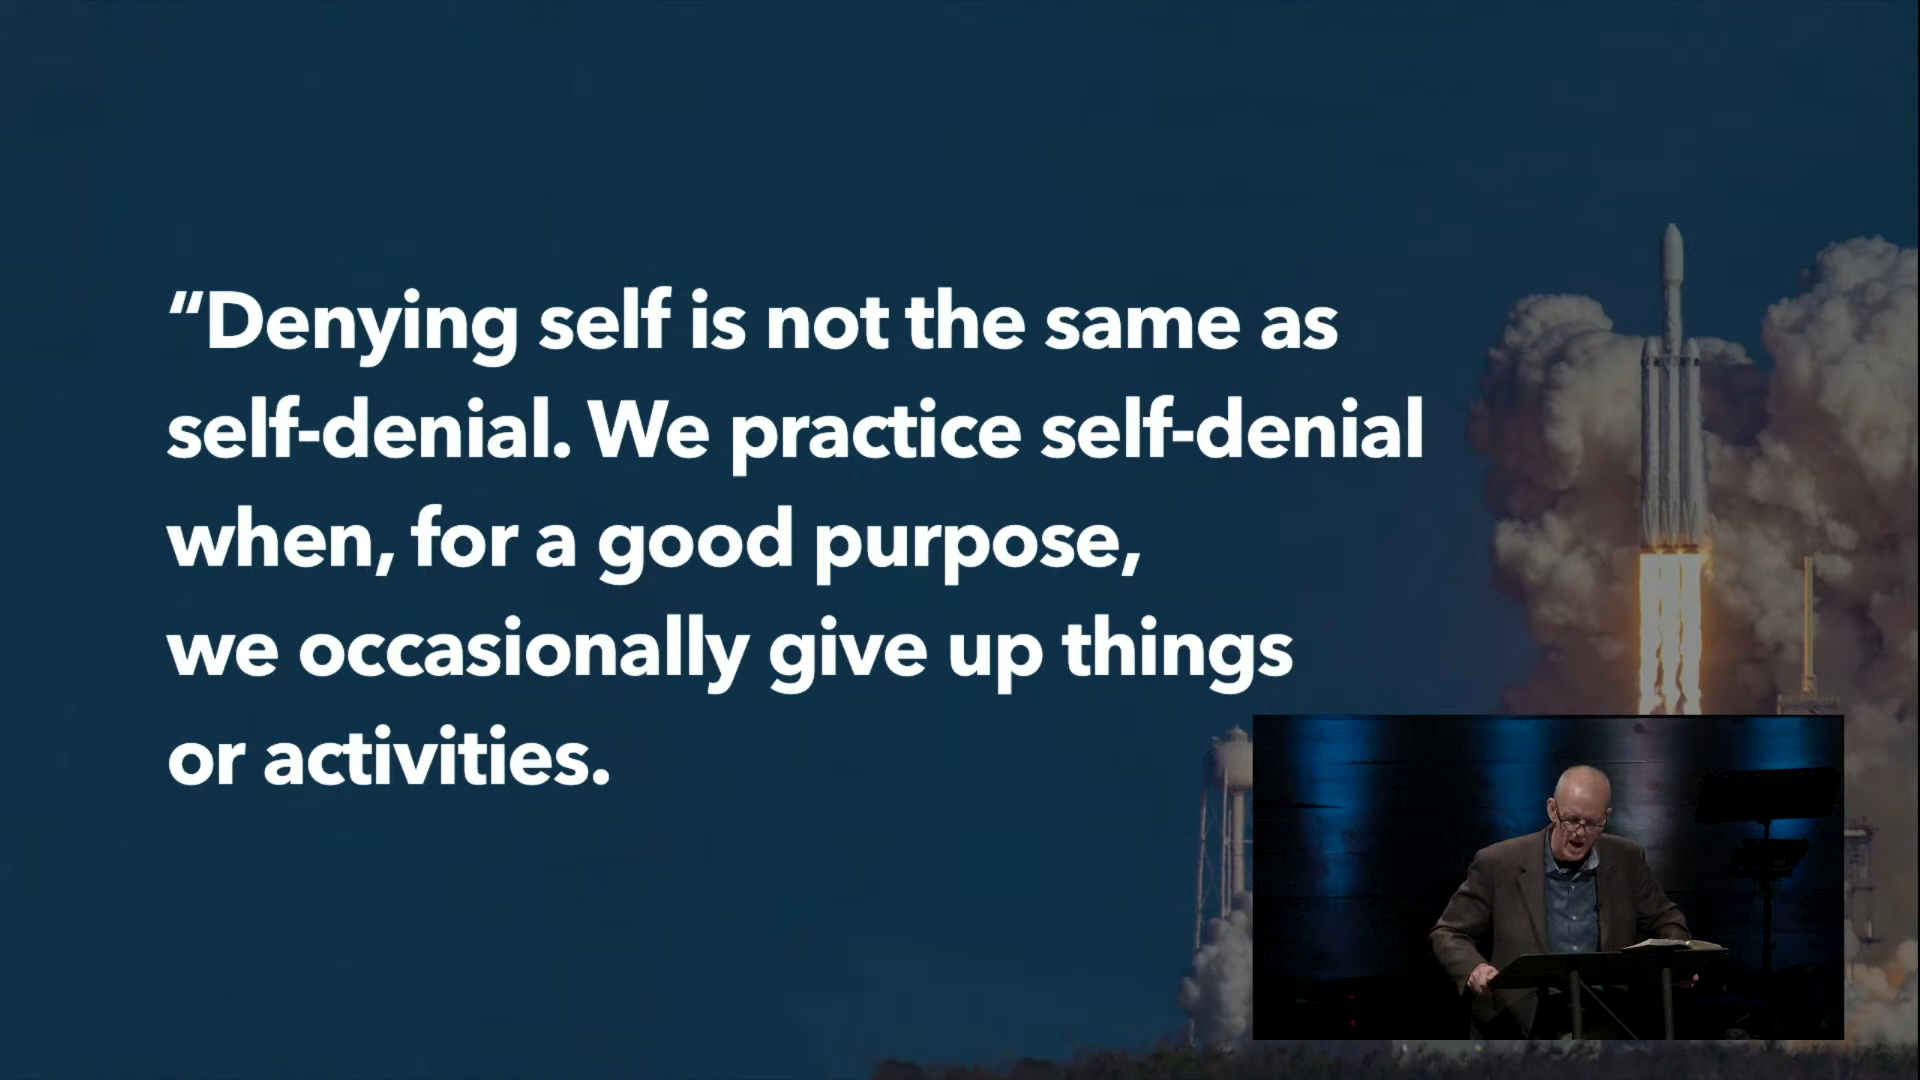 “Denying self is not the same as
self-denial. We practice self-denial
when, for a good purpose,
we occasionally give up things
or activities.